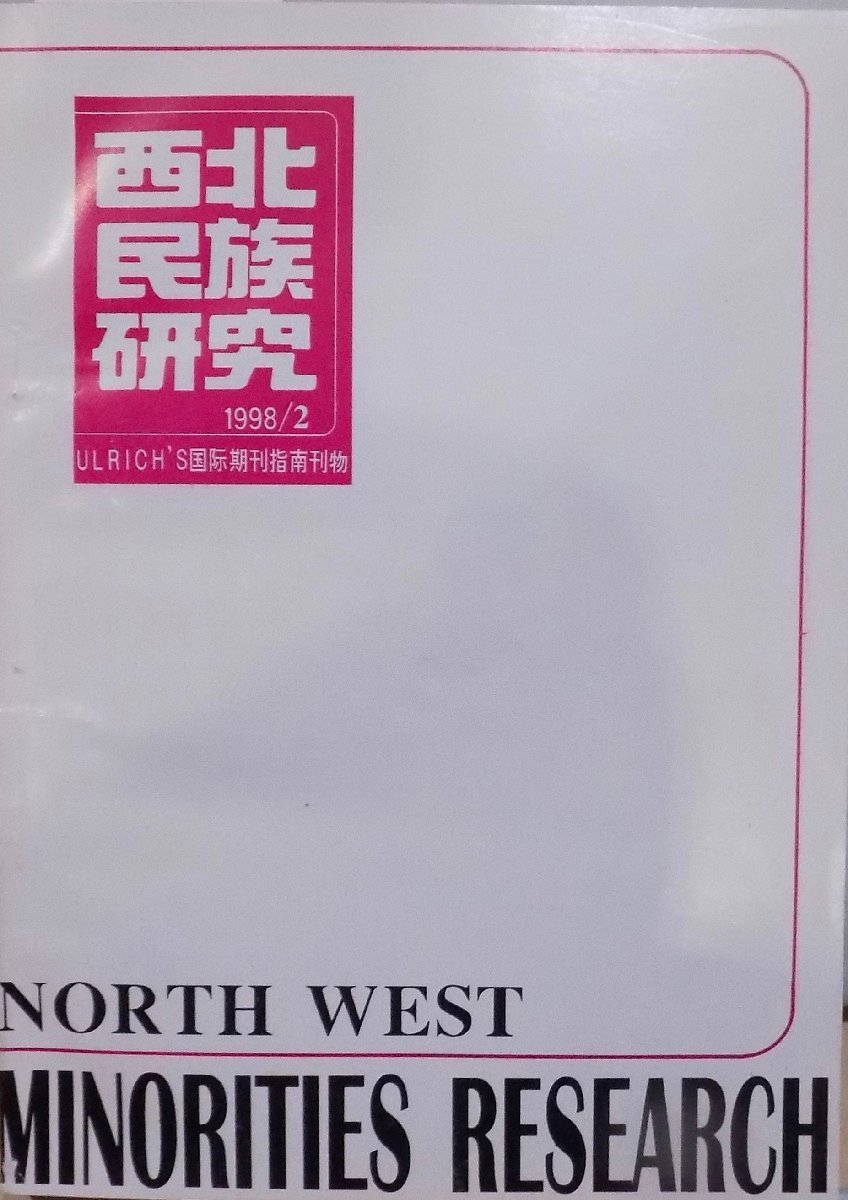 西北
民族
研究
1998/2
ULRICH'S国际期刊指南刊物
NORTH WEST
MINORITIES RESEARCH